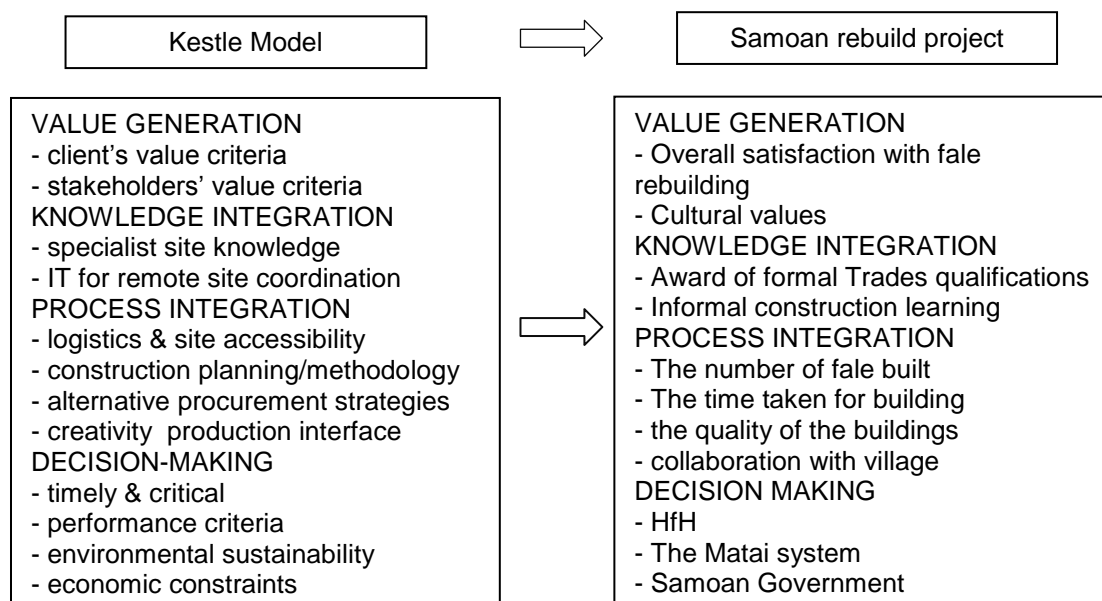 Kestle Model
Samoan rebuild project
VALUE GENERATION
- client's value criteria
- stakeholders' value criteria
KNOWLEDGE INTEGRATION
- specialist site knowledge
- IT for remote site coordination
PROCESS INTEGRATION
- logistics & site accessibility
- construction planning/methodology
- alternative procurement strategies
- creativity production interface
DECISION-MAKING
- timely & critical
- performance criteria
- environmental sustainability
- economic constraints
VALUE GENERATION
- Overall satisfaction with fale
rebuilding
- Cultural values
KNOWLEDGE INTEGRATION
- Award of formal Trades qualifications
- Informal construction learning
PROCESS INTEGRATION
- The number of fale built
- The time taken for building
- the quality of the buildings
- collaboration with village
DECISION MAKING
- HfH
- The Matai system
- Samoan Government